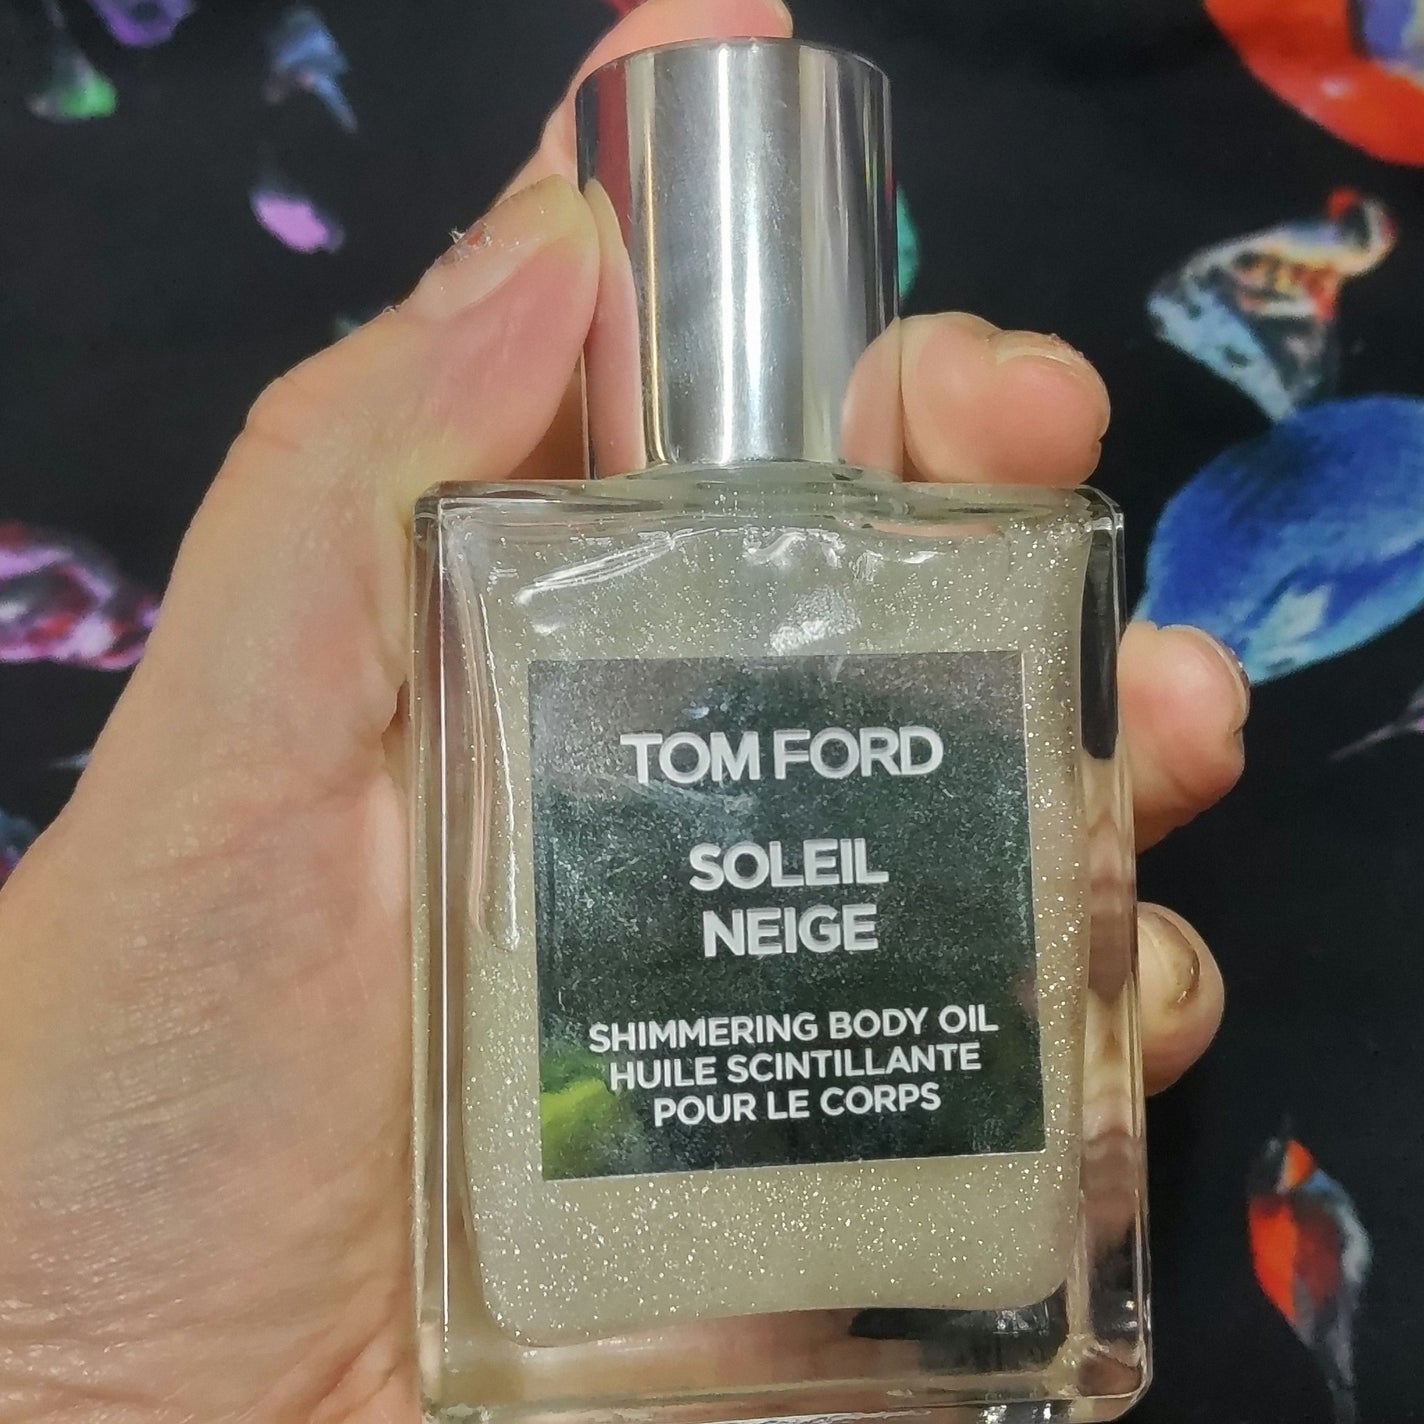 TOM FORD
SOLEIL
NEIGE
SHIMMERING BODY OIL
HUILE SCINTILLANTE
POUR LE CORPS